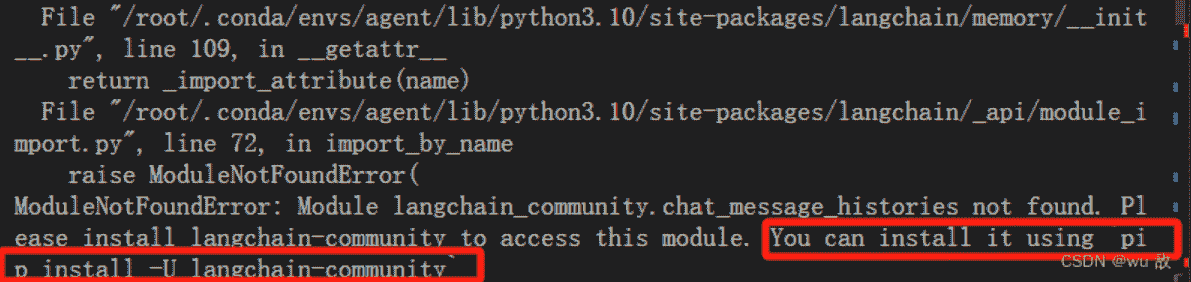 File "/root/.conda/envs/agent/lib/python3.10/site-packages/langchain/memory/__init
__.py", line 109, in __getattr__
return _import_attribute(name)
File "/root/.conda/envs/agent/lib/python3.10/site-packages/langchain/_api/module_i
mport.py", line 72, in import_by_name
raise ModuleNotFoundError(
ModuleNotFoundError: Module langchain_community.chat_message_histories not found. Pl
ease install langchain-community to access this module. You can install it using `pi
p install -U langchain-community`
CSDN @wu 敌